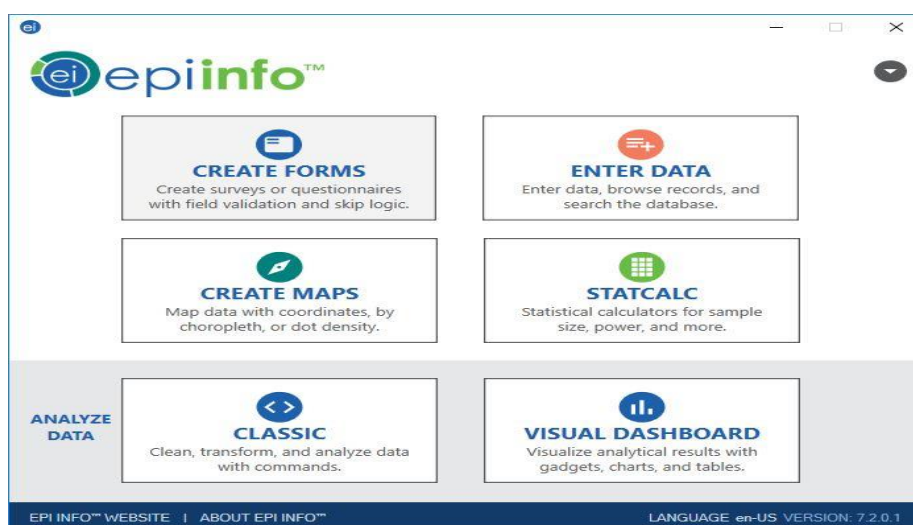 ei
ei epiinfo™
CREATE FORMS
Create surveys or questionnaires
with field validation and skip logic.
ENTER DATA
Enter data, browse records, and
search the database.
CREATE MAPS
Map data with coordinates, by
choropleth, or dot density.
STATCALC
Statistical calculators for sample
size, power, and more.
ANALYZE
DATA
CLASSIC
Clean, transform, and analyze data
with commands.
VISUAL DASHBOARD
Visualize analytical results with
gadgets, charts, and tables.
EPI INFO™ WEBSITE | ABOUT EPI INFO™
LANGUAGE en-US VERSION: 7.2.0.1